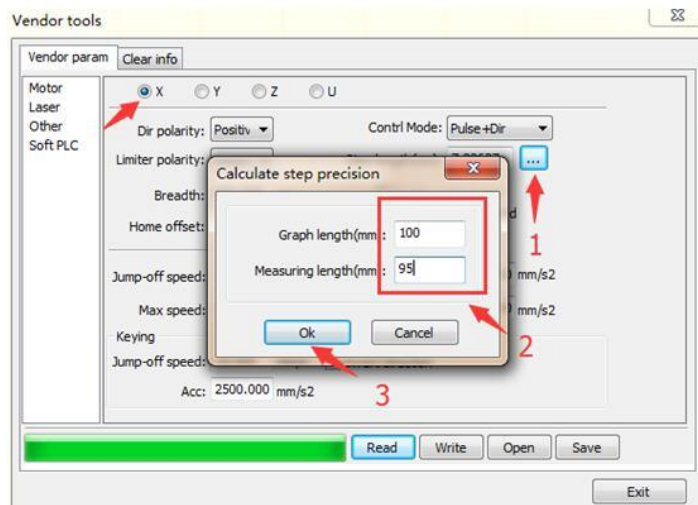 Vendor tools
Vendor param Clear info
Motor
Laser
Other
Soft PLC
X Y Z U
Dir polarity: Positiv Contrl Mode: Pulse+Dir
Limiter polarity: ...
Calculate step precision
Breadth:
Home offset:
Graph length(mm): 100
Measuring length(mm): 95
1
Jump-off speed: mm/s2
Max speed: mm/s2
Ok Cancel
2
Keying
Jump-off speed:
3
Acc: 2500.000 mm/s2
Read Write Open Save
Exit